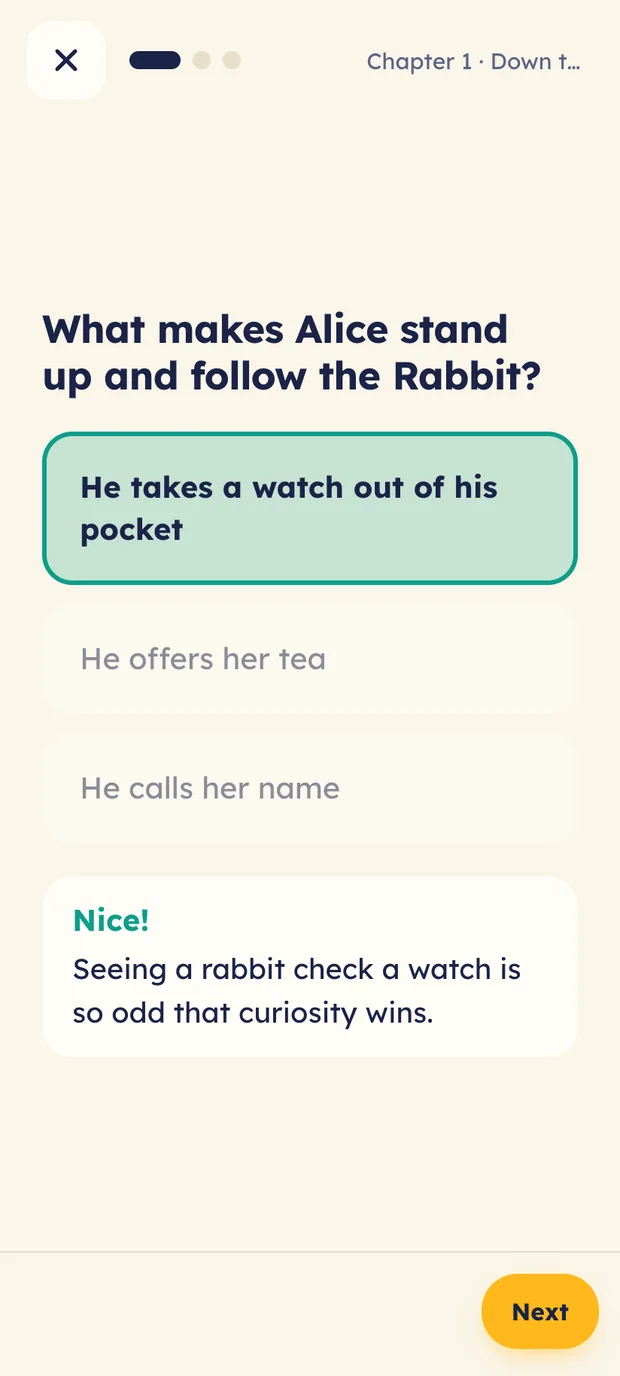 Chapter 1 · Down t…
What makes Alice stand
up and follow the Rabbit?
He takes a watch out of his
pocket
He offers her tea
He calls her name
Nice!
Seeing a rabbit check a watch is
so odd that curiosity wins.
Next